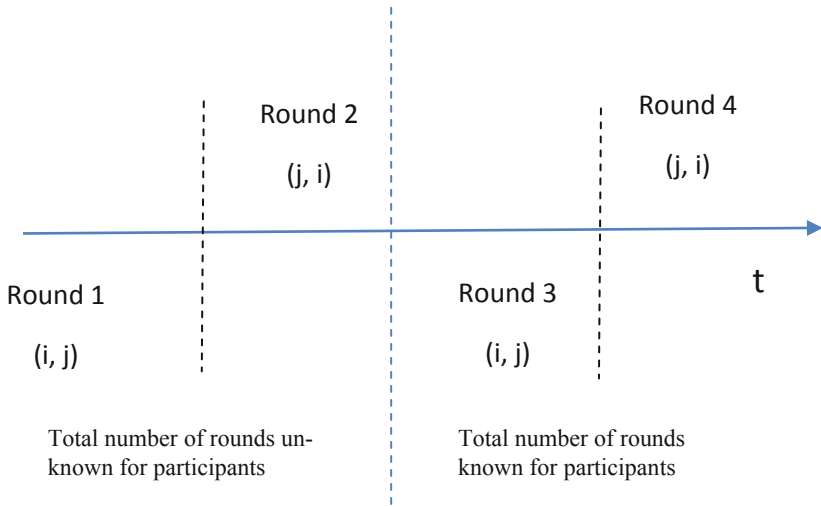 Round 2
(j, i)
Round 4
(j, i)
t
Round 1
(i, j)
Round 3
(i, j)
Total number of rounds un-
known for participants
Total number of rounds
known for participants